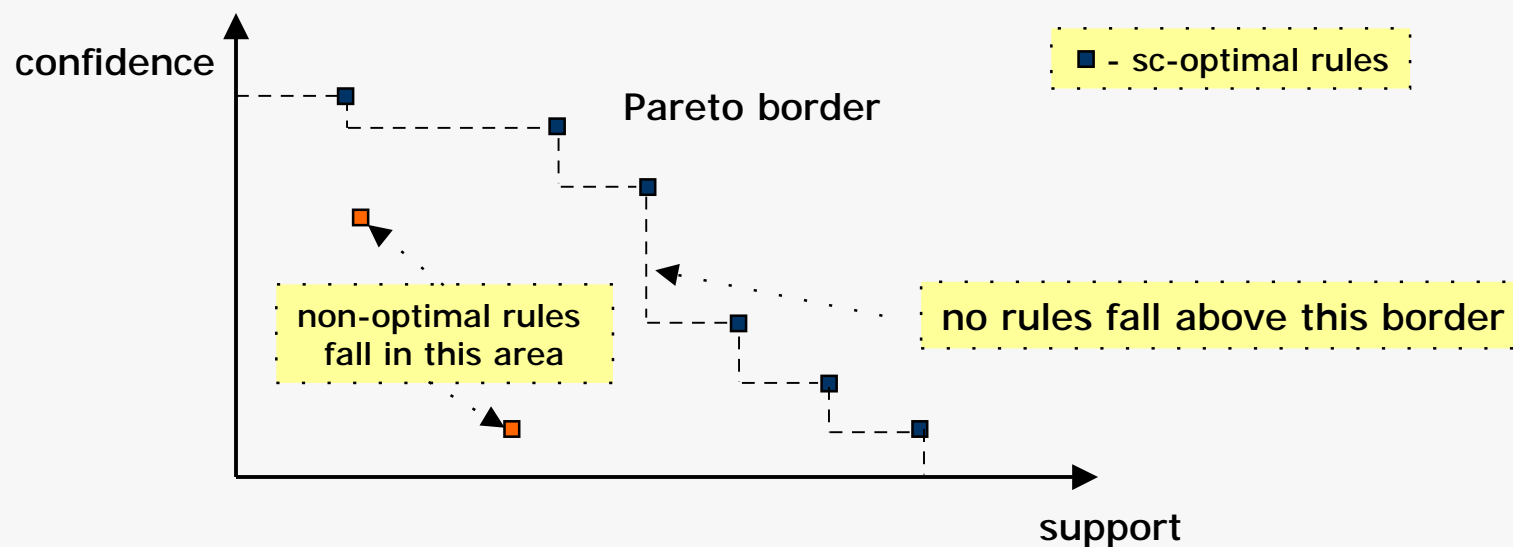 confidence
- sc-optimal rules
Pareto border
non-optimal rules
fall in this area
no rules fall above this border
support